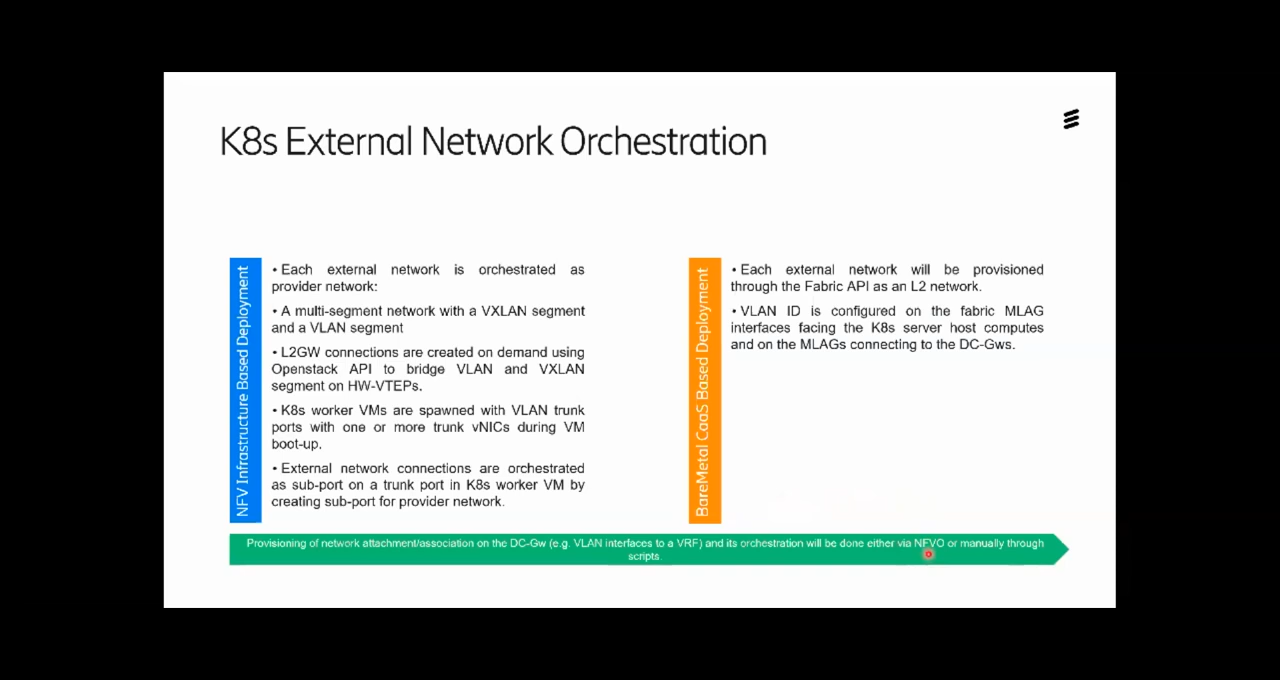 K8s External Network Orchestration
NFV Infrastructure Based Deployment
• Each external network is orchestrated as
provider network:
• A multi-segment network with a VXLAN segment
and a VLAN segment
• L2GW connections are created on demand using
Openstack API to bridge VLAN and VXLAN
segment on HW-VTEPs.
• K8s worker VMs are spawned with VLAN trunk
ports with one or more trunk vNICs during VM
boot-up.
• External network connections are orchestrated
as sub-port on a trunk port in K8s worker VM by
creating sub-port for provider network.
BareMetal CaaS Based Deployment
• Each external network will be provisioned
through the Fabric API as an L2 network.
• VLAN ID is configured on the fabric MLAG
interfaces facing the K8s server host computes
and on the MLAGs connecting to the DC-Gws.
Provisioning of network attachment/association on the DC-Gw (e.g. VLAN interfaces to a VRF) and its orchestration will be done either via NFVO or manually through
scripts.